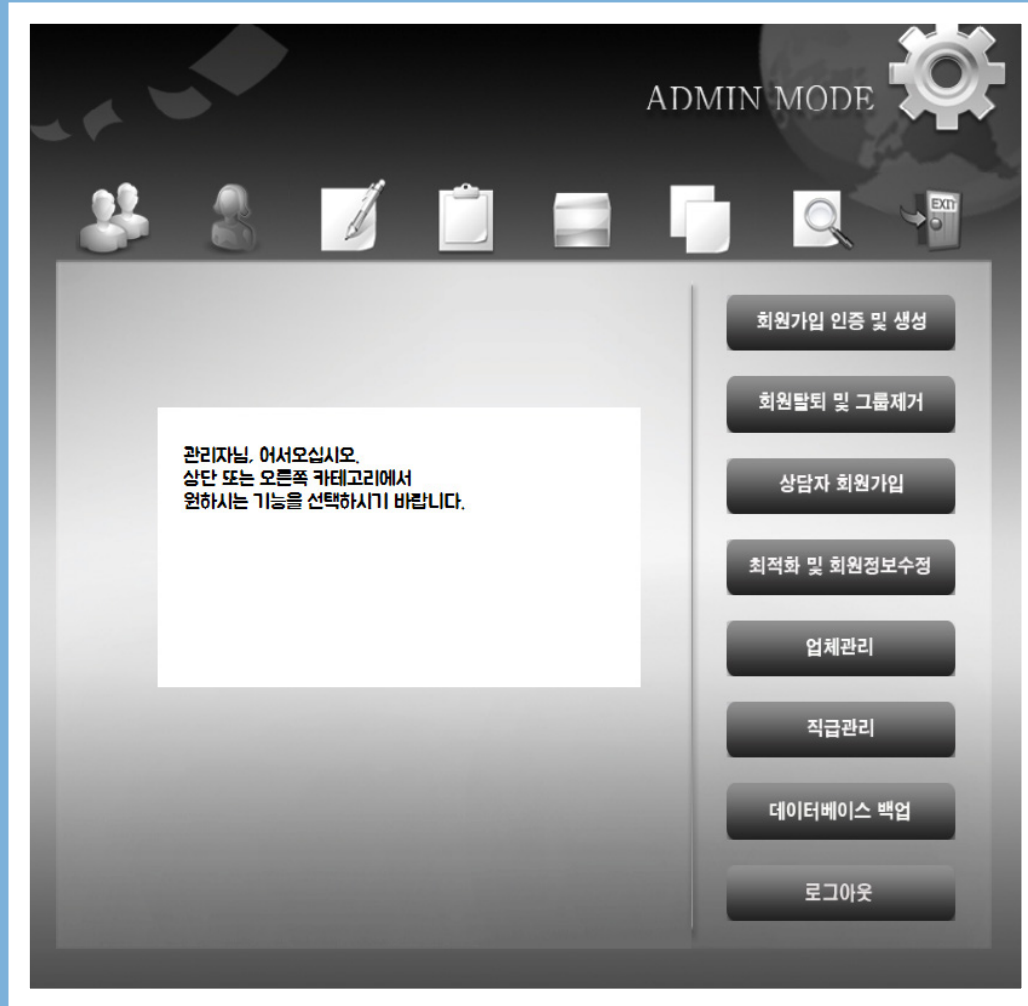 ADMIN MODE
EXIT
관리자님, 어서오십시오.
상단 또는 오른쪽 카테고리에서
원하시는 기능을 선택하시기 바랍니다.
회원가입 인증 및 생성
회원탈퇴 및 그룹제거
상담자 회원가입
최적화 및 회원정보수정
업체관리
직급관리
데이터베이스 백업
로그아웃